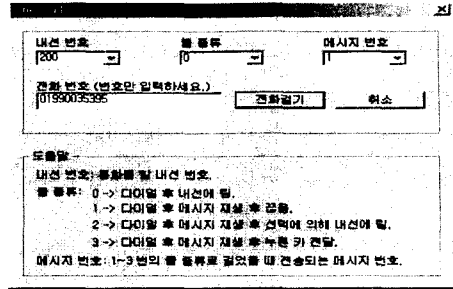 내선 번호 콜 종류 메시지 번호
200 0 1
전화 번호 (번호만 입력하세요.)
01990035395 전화걸기 취소
도움말
내선 번호: 통화를 할 내선 번호.
콜 종류: 0 -> 다이얼 후 내선에 링.
1 -> 다이얼 후 메시지 재생 후 끊음.
2 -> 다이얼 후 메시지 재생 후 선택에 의해 내선에 링.
3 -> 다이얼 후 메시지 재생 후 누른 키 전달.
메시지 번호: 1~3 번의 콜 종류로 걸었을 때 전송되는 메시지 번호.